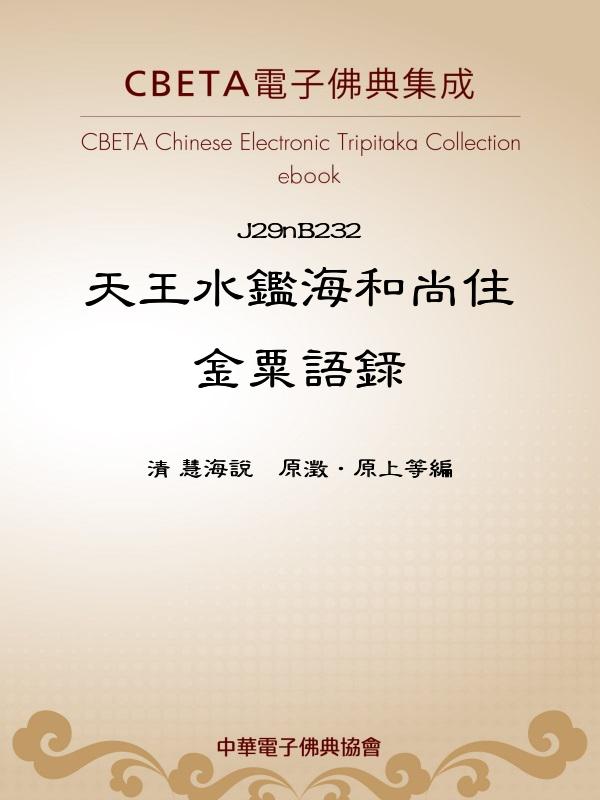 CBETA電子佛典集成
CBETA Chinese Electronic Tripitaka Collection
ebook
J29nB232
天王水鑑海和尚住
金粟語錄
清 慧海說　原澂．原上等編
中華電子佛典協會